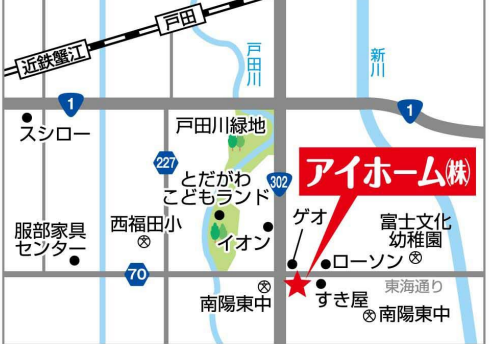 戸田
近鉄蟹江
戸田川
新川
1
1
スシロー
戸田川緑地
227
とだがわ
こどもランド
302
アイホーム㈱
ゲオ
富士文化
幼稚園
西福田小
文
イオン
服部家具
センター
ローソン
文
70
東海通り
文
南陽東中
すき屋
文南陽東中